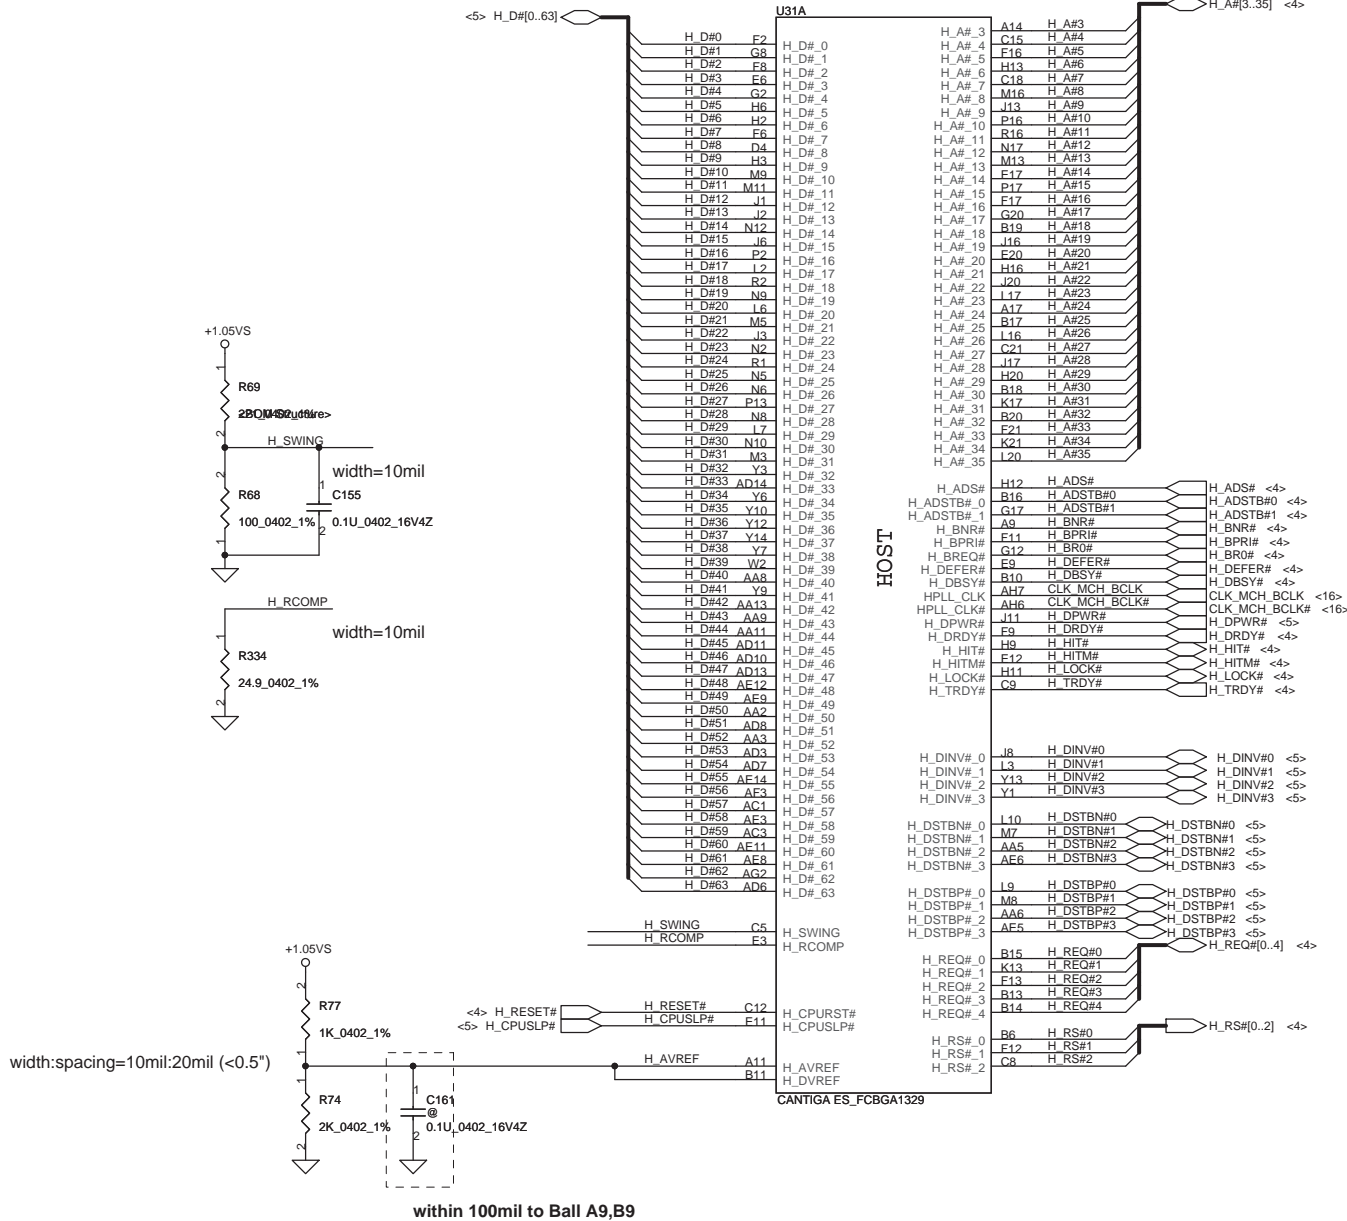 <5> H_D#[0..63]
U31A
H_A#[3..35] <4>
H_D#0 F2 H_D#_0
H_D#1 G8 H_D#_1
H_D#2 F8 H_D#_2
H_D#3 E6 H_D#_3
H_D#4 G2 H_D#_4
H_D#5 H6 H_D#_5
H_D#6 H2 H_D#_6
H_D#7 F6 H_D#_7
H_D#8 D4 H_D#_8
H_D#9 H3 H_D#_9
H_D#10 M9 H_D#_10
H_D#11 M11 H_D#_11
H_D#12 J1 H_D#_12
H_D#13 J2 H_D#_13
H_D#14 N12 H_D#_14
H_D#15 J6 H_D#_15
H_D#16 P2 H_D#_16
H_D#17 L2 H_D#_17
H_D#18 R2 H_D#_18
H_D#19 N9 H_D#_19
H_D#20 L6 H_D#_20
H_D#21 M5 H_D#_21
H_D#22 J3 H_D#_22
H_D#23 N2 H_D#_23
H_D#24 R1 H_D#_24
H_D#25 N5 H_D#_25
H_D#26 N6 H_D#_26
H_D#27 P13 H_D#_27
H_D#28 N8 H_D#_28
H_D#29 L7 H_D#_29
H_D#30 N10 H_D#_30
H_D#31 M3 H_D#_31
H_D#32 Y3 H_D#_32
H_D#33 AD14 H_D#_33
H_D#34 Y6 H_D#_34
H_D#35 Y10 H_D#_35
H_D#36 Y12 H_D#_36
H_D#37 Y14 H_D#_37
H_D#38 Y7 H_D#_38
H_D#39 W2 H_D#_39
H_D#40 AA8 H_D#_40
H_D#41 Y9 H_D#_41
H_D#42 AA13 H_D#_42
H_D#43 AA9 H_D#_43
H_D#44 AA11 H_D#_44
H_D#45 AD11 H_D#_45
H_D#46 AD10 H_D#_46
H_D#47 AD13 H_D#_47
H_D#48 AE12 H_D#_48
H_D#49 AE9 H_D#_49
H_D#50 AA2 H_D#_50
H_D#51 AD8 H_D#_51
H_D#52 AA3 H_D#_52
H_D#53 AD3 H_D#_53
H_D#54 AD7 H_D#_54
H_D#55 AE14 H_D#_55
H_D#56 AF3 H_D#_56
H_D#57 AC1 H_D#_57
H_D#58 AE3 H_D#_58
H_D#59 AC3 H_D#_59
H_D#60 AE11 H_D#_60
H_D#61 AE8 H_D#_61
H_D#62 AG2 H_D#_62
H_D#63 AD6 H_D#_63
H_SWING C5 H_SWING
H_RCOMP E3 H_RCOMP
<4> H_RESET# H_RESET# C12 H_CPURST#
<5> H_CPUSLP# H_CPUSLP# E11 H_CPUSLP#
H_AVREF A11 H_AVREF
B11 H_DVREF
HOST
H_A#_3 A14 H_A#3
H_A#_4 C15 H_A#4
H_A#_5 F16 H_A#5
H_A#_6 H13 H_A#6
H_A#_7 C18 H_A#7
H_A#_8 M16 H_A#8
H_A#_9 J13 H_A#9
H_A#_10 P16 H_A#10
H_A#_11 R16 H_A#11
H_A#_12 N17 H_A#12
H_A#_13 M13 H_A#13
H_A#_14 E17 H_A#14
H_A#_15 P17 H_A#15
H_A#_16 F17 H_A#16
H_A#_17 G20 H_A#17
H_A#_18 B19 H_A#18
H_A#_19 J16 H_A#19
H_A#_20 E20 H_A#20
H_A#_21 H16 H_A#21
H_A#_22 J20 H_A#22
H_A#_23 L17 H_A#23
H_A#_24 A17 H_A#24
H_A#_25 B17 H_A#25
H_A#_26 L16 H_A#26
H_A#_27 C21 H_A#27
H_A#_28 J17 H_A#28
H_A#_29 H20 H_A#29
H_A#_30 B18 H_A#30
H_A#_31 K17 H_A#31
H_A#_32 B20 H_A#32
H_A#_33 F21 H_A#33
H_A#_34 K21 H_A#34
H_A#_35 L20 H_A#35
H_ADS# H12 H_ADS# H_ADS# <4>
H_ADSTB#_0 B16 H_ADSTB#0 H_ADSTB#0 <4>
H_ADSTB#_1 G17 H_ADSTB#1 H_ADSTB#1 <4>
H_BNR# A9 H_BNR# H_BNR# <4>
H_BPRI# F11 H_BPRI# H_BPRI# <4>
H_BREQ# G12 H_BR0# H_BR0# <4>
H_DEFER# E9 H_DEFER# H_DEFER# <4>
H_DBSY# B10 H_DBSY# H_DBSY# <4>
HPLL_CLK AH7 CLK_MCH_BCLK CLK_MCH_BCLK <16>
HPLL_CLK# AH6 CLK_MCH_BCLK# CLK_MCH_BCLK# <16>
H_DPWR# J11 H_DPWR# H_DPWR# <5>
H_DRDY# F9 H_DRDY# H_DRDY# <4>
H_HIT# H9 H_HIT# H_HIT# <4>
H_HITM# E12 H_HITM# H_HITM# <4>
H_LOCK# H11 H_LOCK# H_LOCK# <4>
H_TRDY# C9 H_TRDY# H_TRDY# <4>
H_DINV#_0 J8 H_DINV#0 H_DINV#0 <5>
H_DINV#_1 L3 H_DINV#1 H_DINV#1 <5>
H_DINV#_2 Y13 H_DINV#2 H_DINV#2 <5>
H_DINV#_3 Y1 H_DINV#3 H_DINV#3 <5>
H_DSTBN#_0 L10 H_DSTBN#0 H_DSTBN#0 <5>
H_DSTBN#_1 M7 H_DSTBN#1 H_DSTBN#1 <5>
H_DSTBN#_2 AA5 H_DSTBN#2 H_DSTBN#2 <5>
H_DSTBN#_3 AE6 H_DSTBN#3 H_DSTBN#3 <5>
H_DSTBP#_0 L9 H_DSTBP#0 H_DSTBP#0 <5>
H_DSTBP#_1 M8 H_DSTBP#1 H_DSTBP#1 <5>
H_DSTBP#_2 AA6 H_DSTBP#2 H_DSTBP#2 <5>
H_DSTBP#_3 AE5 H_DSTBP#3 H_DSTBP#3 <5>
H_REQ#[0..4] <4>
H_REQ#_0 B15 H_REQ#0
H_REQ#_1 K13 H_REQ#1
H_REQ#_2 F13 H_REQ#2
H_REQ#_3 B13 H_REQ#3
H_REQ#_4 B14 H_REQ#4
H_RS#[0..2] <4>
H_RS#_0 B6 H_RS#0
H_RS#_1 F12 H_RS#1
H_RS#_2 C8 H_RS#2
CANTIGA ES_FCBGA1329
+1.05VS
1
R69
2
H_SWING
width=10mil
2
R68
100_0402_1%
1
1
C155
0.1U_0402_16V4Z
2
H_RCOMP
width=10mil
1
R334
24.9_0402_1%
2
+1.05VS
2
R77
1K_0402_1%
1
width:spacing=10mil:20mil (<0.5")
1
R74
2K_0402_1%
2
1
C161
@
0.1U_0402_16V4Z
2
within 100mil to Ball A9,B9